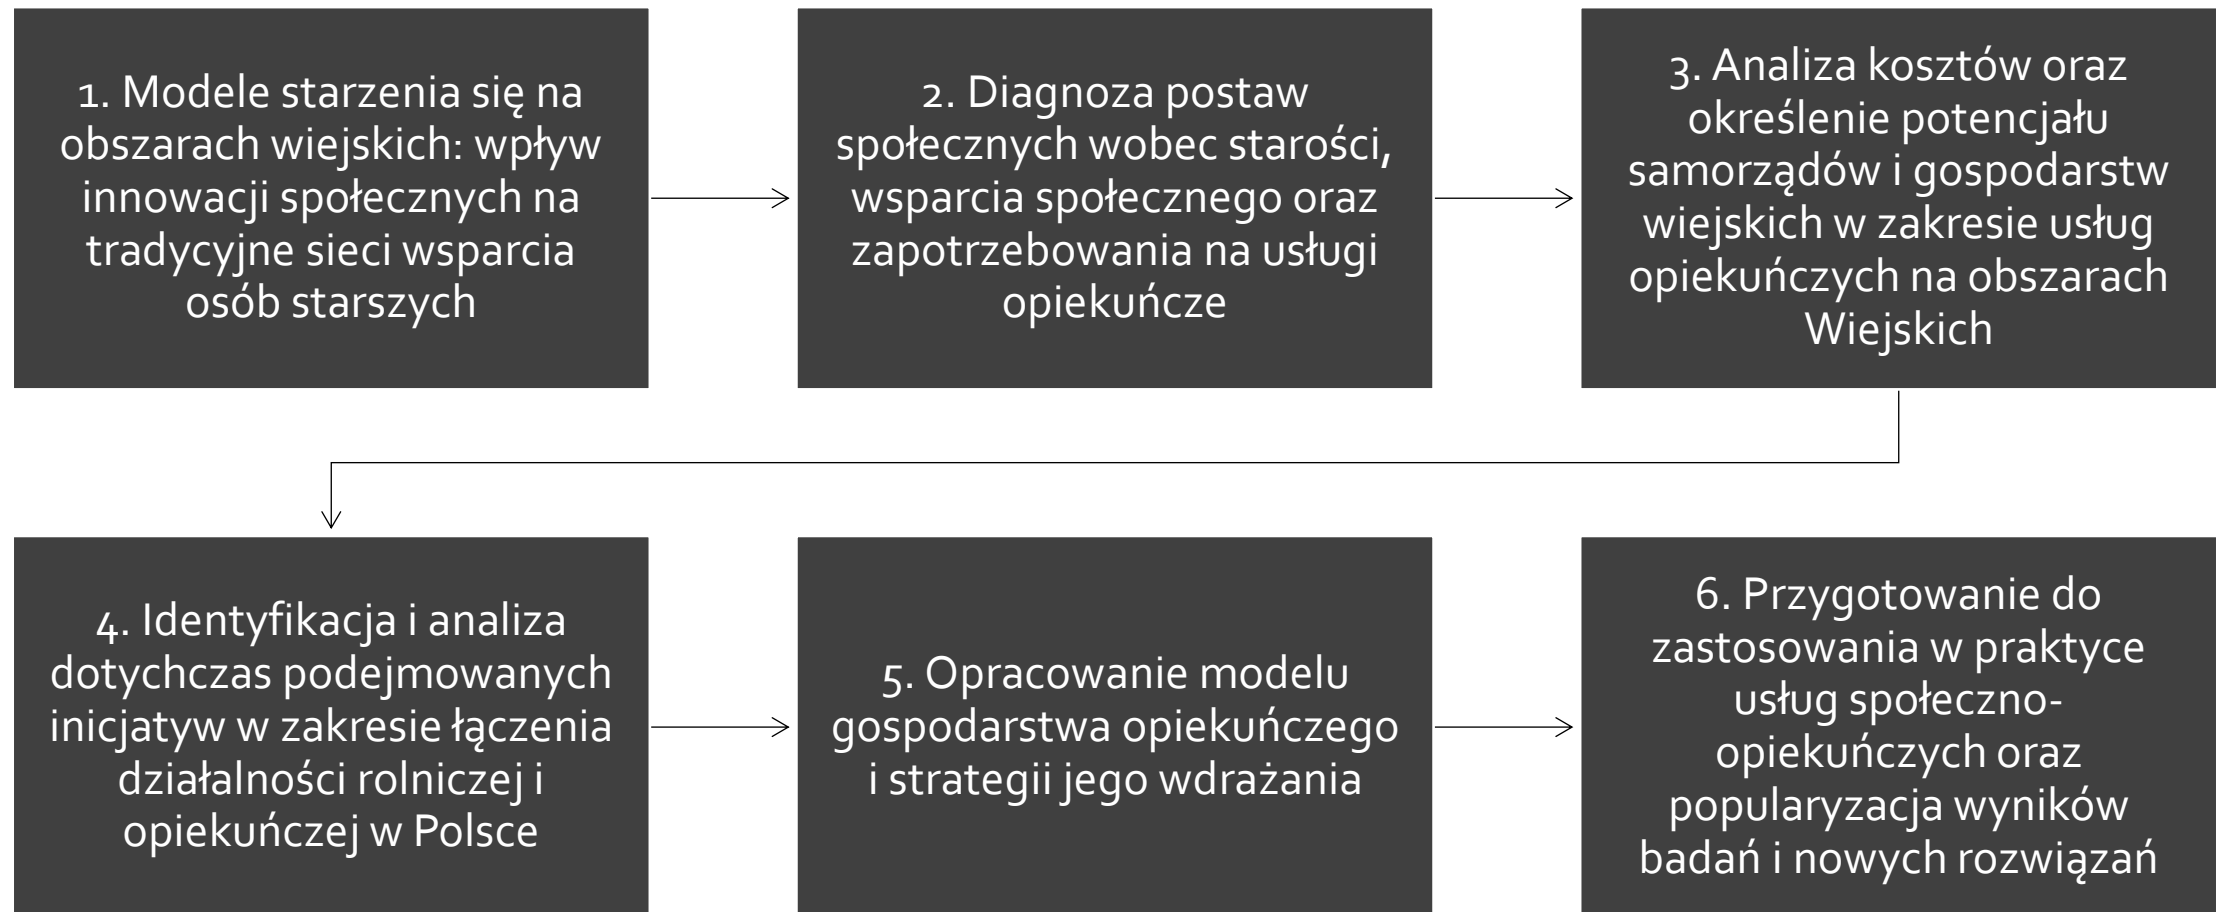 1. Modele starzenia się na
obszarach wiejskich: wpływ
innowacji społecznych na
tradycyjne sieci wsparcia
osób starszych
2. Diagnoza postaw
społecznych wobec starości,
wsparcia społecznego oraz
zapotrzebowania na usługi
opiekuńcze
3. Analiza kosztów oraz
określenie potencjału
samorządów i gospodarstw
wiejskich w zakresie usług
opiekuńczych na obszarach
Wiejskich
4. Identyfikacja i analiza
dotychczas podejmowanych
inicjatyw w zakresie łączenia
działalności rolniczej i
opiekuńczej w Polsce
5. Opracowanie modelu
gospodarstwa opiekuńczego
i strategii jego wdrażania
6. Przygotowanie do
zastosowania w praktyce
usług społeczno-
opiekuńczych oraz
popularyzacja wyników
badań i nowych rozwiązań